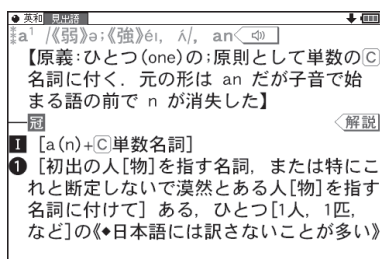 英和 見出語
a¹ /《弱》ə;《強》éɪ, ʌ́/, an
【原義:ひとつ(one)の;原則として単数のⒸ
名詞に付く. 元の形は an だが子音で始
まる語の前で n が消失した】
冠 解説
Ⅰ [a(n)+Ⓒ単数名詞]
❶ [初出の人[物]を指す名詞, または特にこ
れと断定しないで漠然とある人[物]を指す
名詞に付けて] ある, ひとつ[1人, 1匹,
など]の《◆日本語には訳さないことが多い》